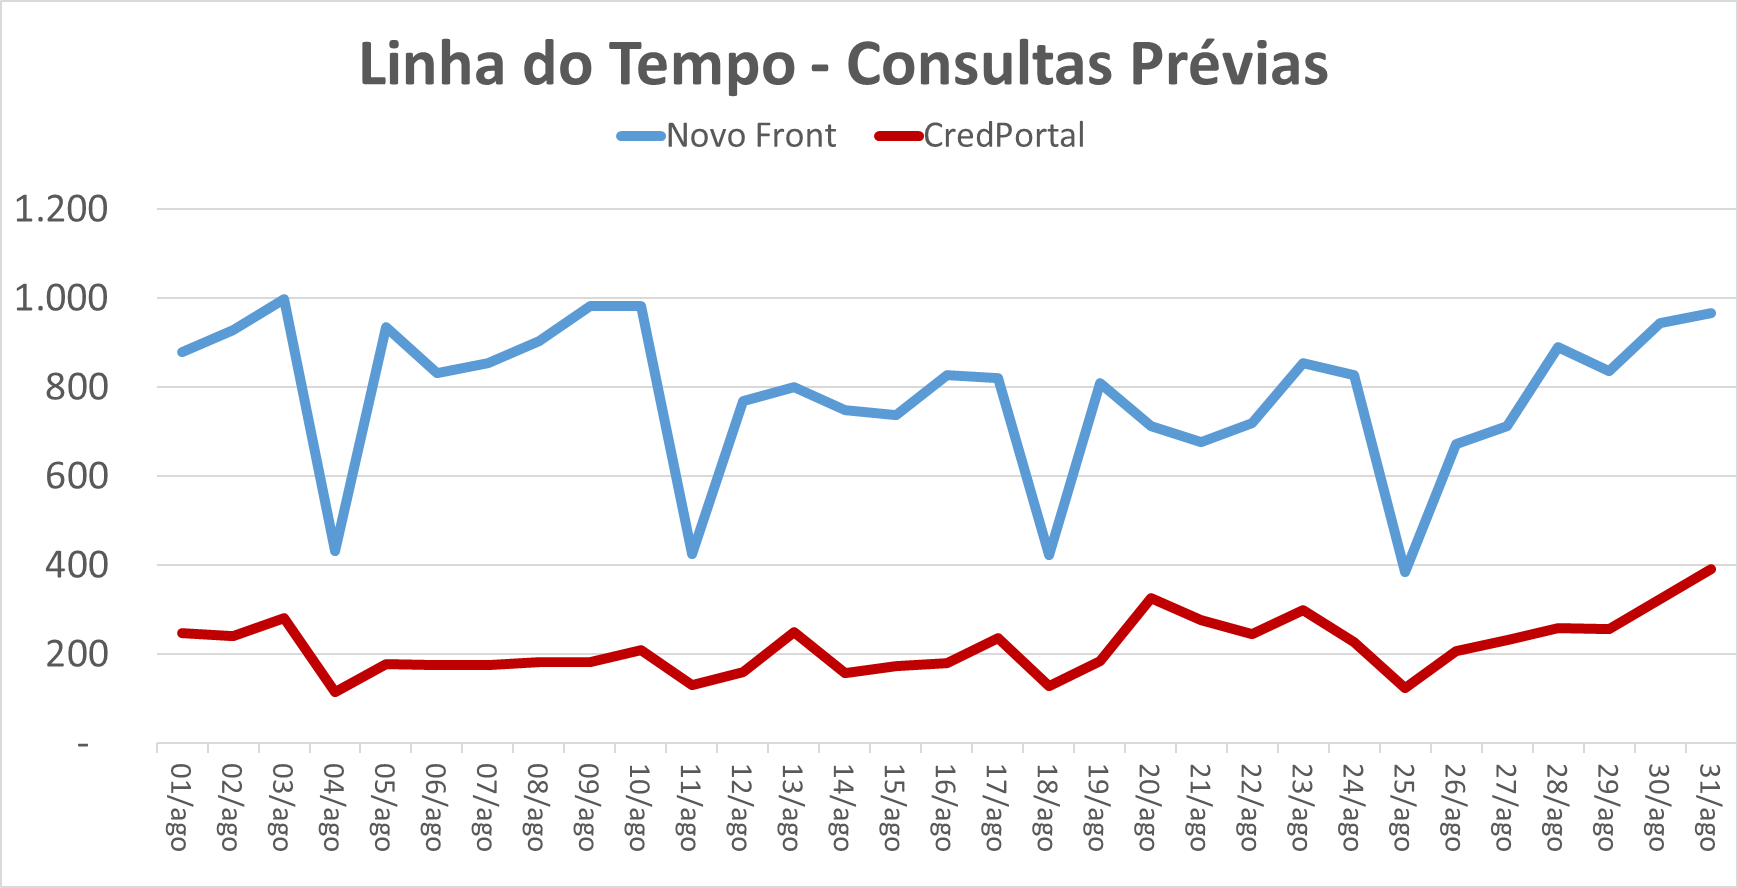 Linha do Tempo - Consultas Prévias
Novo Front CredPortal
1.200
1.000
800
600
400
200
-
01/ago
02/ago
03/ago
04/ago
05/ago
06/ago
07/ago
08/ago
09/ago
10/ago
11/ago
12/ago
13/ago
14/ago
15/ago
16/ago
17/ago
18/ago
19/ago
20/ago
21/ago
22/ago
23/ago
24/ago
25/ago
26/ago
27/ago
28/ago
29/ago
30/ago
31/ago